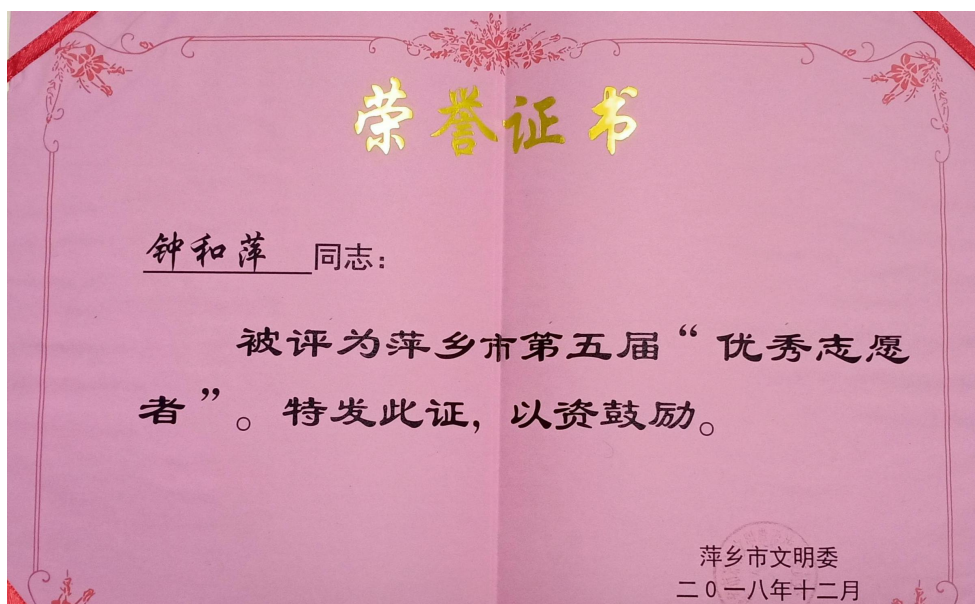 荣誉证书
钟和萍 同志：
被评为萍乡市第五届“优秀志愿
者”。特发此证，以资鼓励。
萍乡市文明委
二0一八年十二月